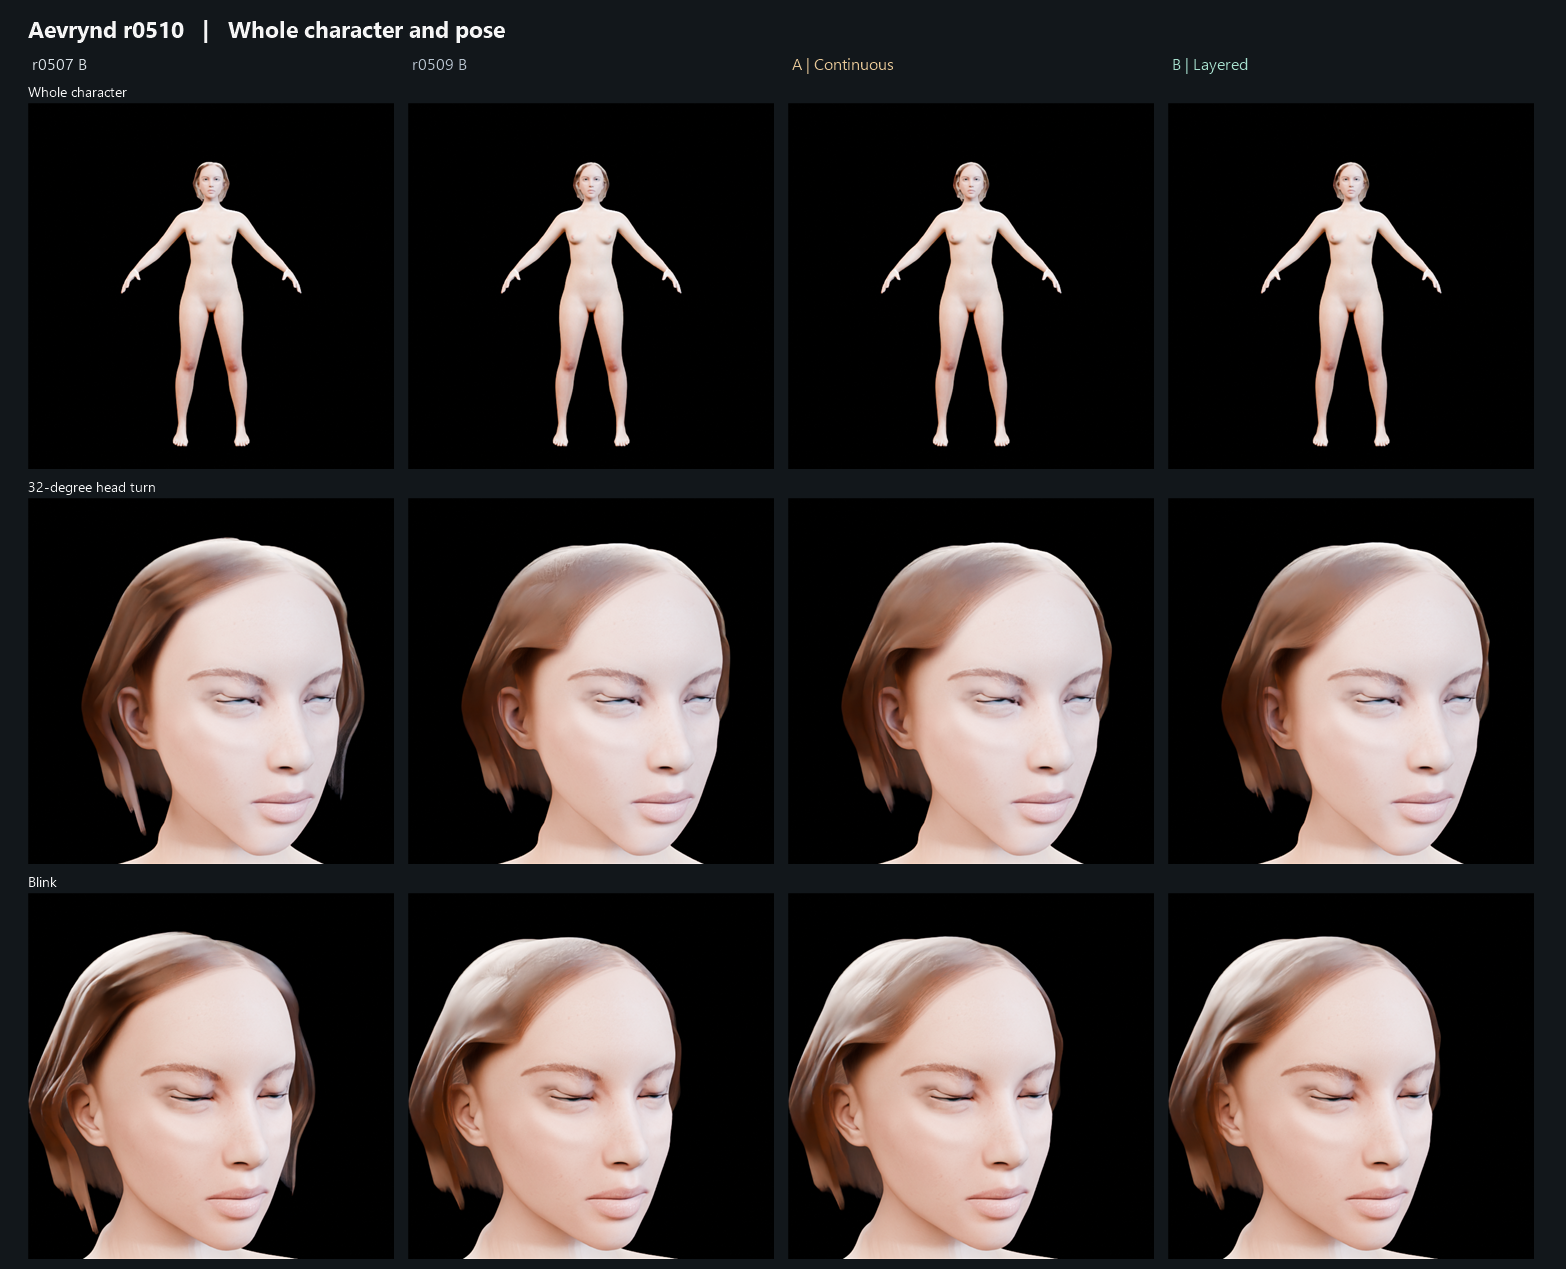 Aevrynd r0510 | Whole character and pose
r0507 B r0509 B A | Continuous B | Layered
Whole character
32-degree head turn
Blink